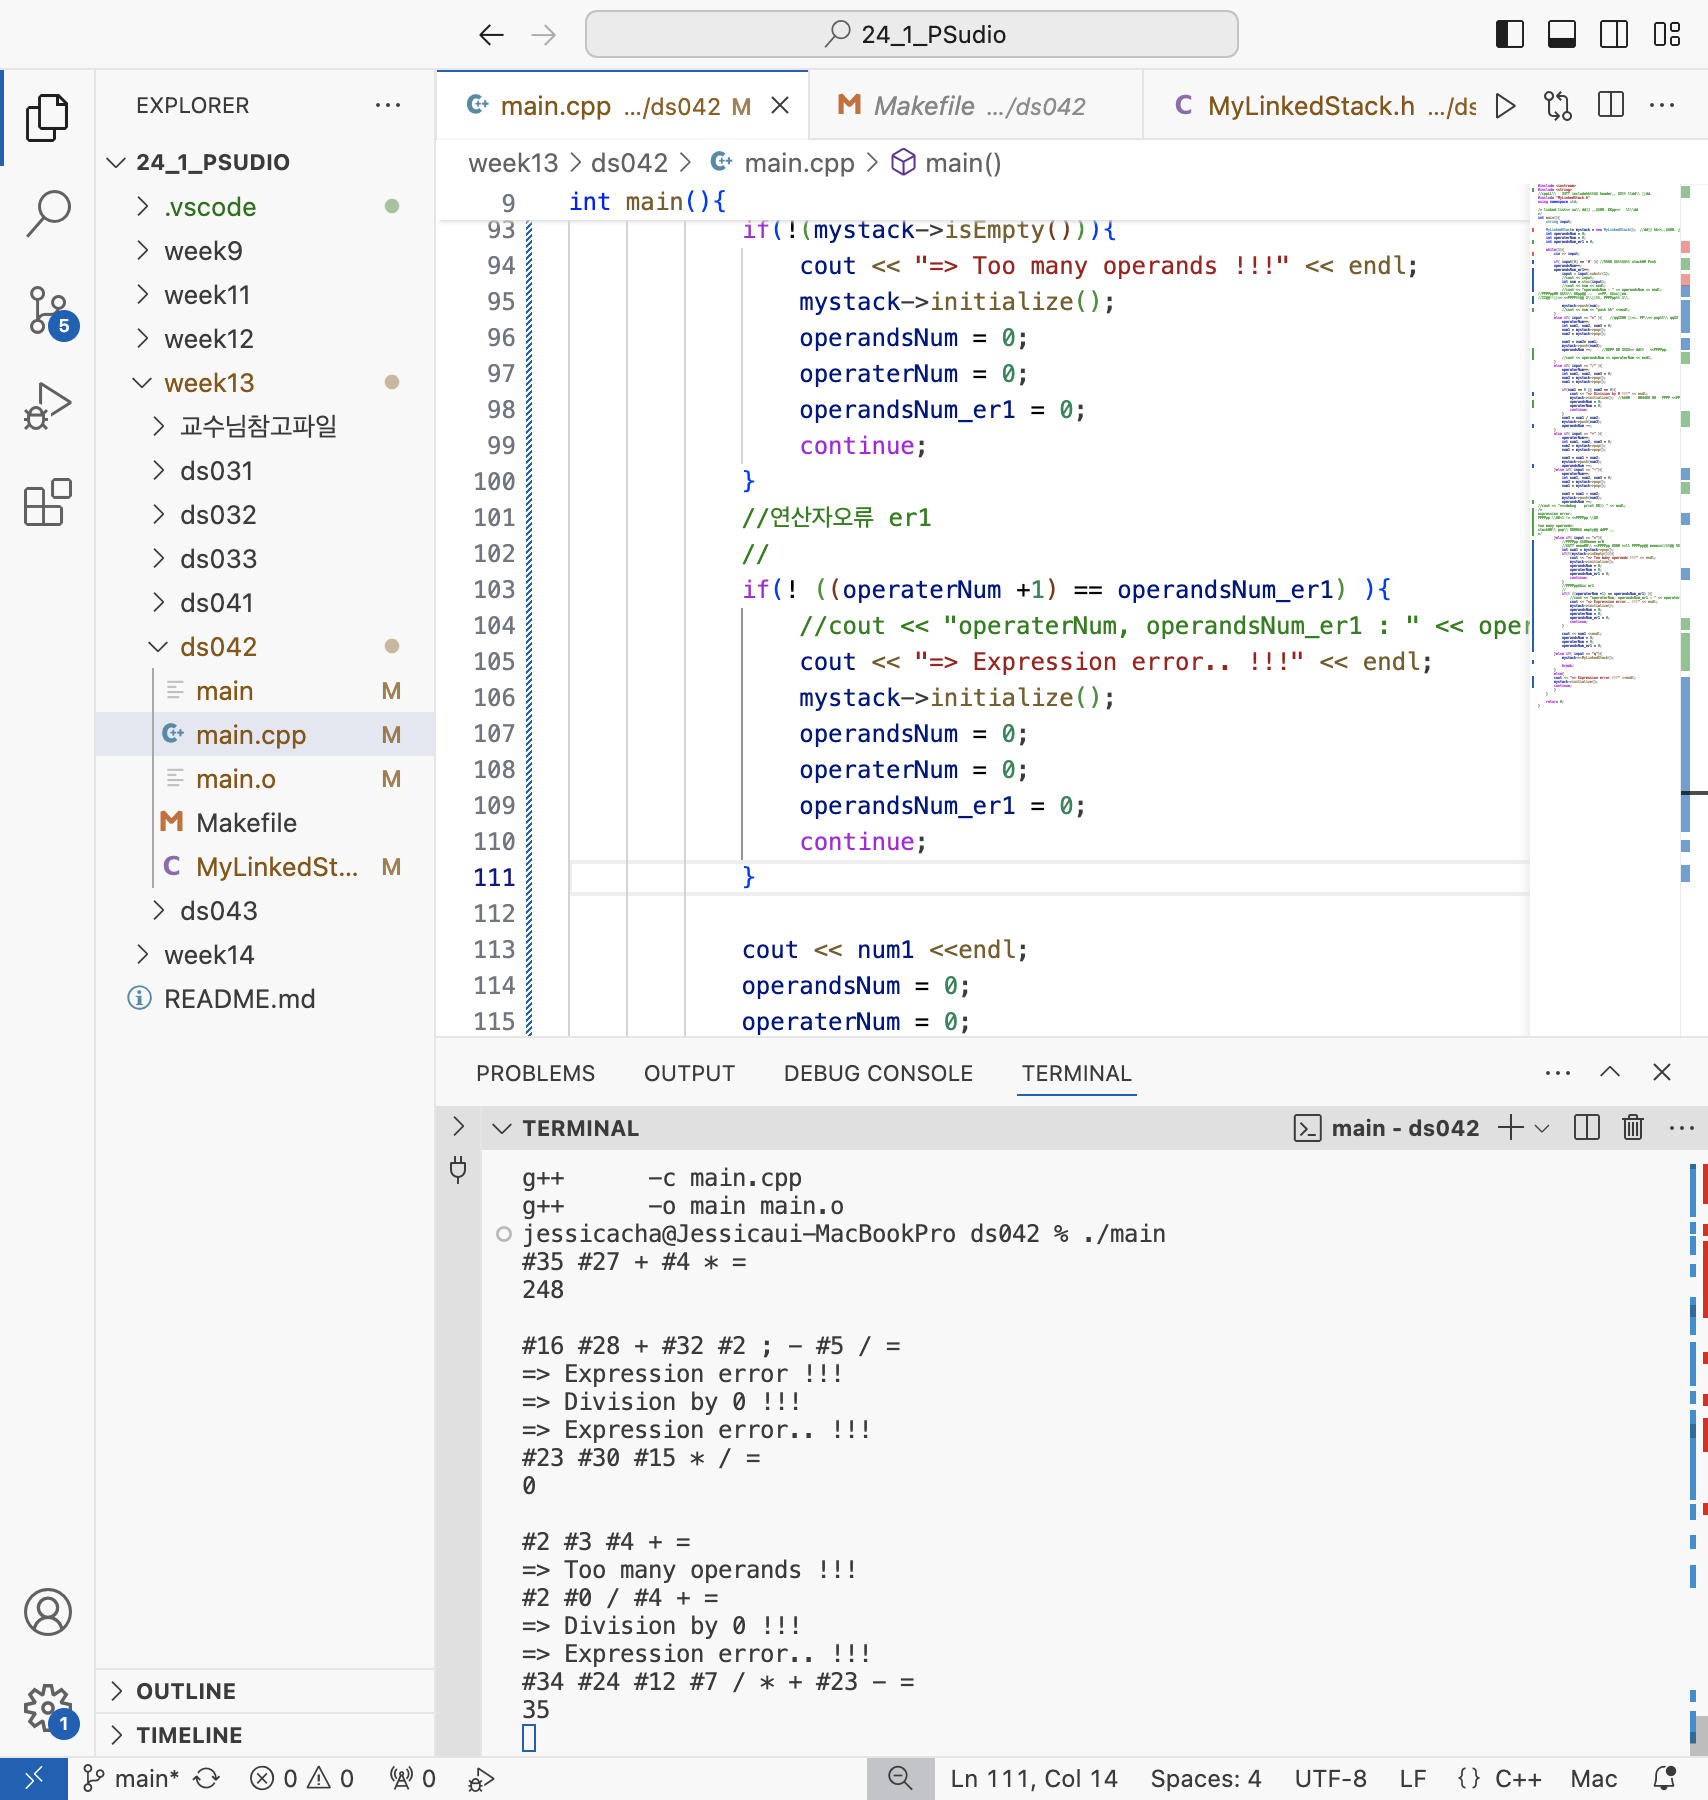 24_1_PSudio
EXPLORER
24_1_PSUDIO
.vscode
week9
week11
week12
week13
교수님참고파일
ds031
ds032
ds033
ds041
ds042
main M
main.cpp M
main.o M
Makefile
MyLinkedSt... M
ds043
week14
README.md
OUTLINE
TIMELINE
5
1
main.cpp .../ds042 M
Makefile .../ds042
MyLinkedStack.h .../ds
week13 > ds042 > main.cpp > main()
9 int main(){
93 if(!(mystack->isEmpty())){
94 cout << "=> Too many operands !!!" << endl;
95 mystack->initialize();
96 operandsNum = 0;
97 operaterNum = 0;
98 operandsNum_er1 = 0;
99 continue;
100 }
101 //연산자오류 er1
102 //
103 if(! ((operaterNum +1) == operandsNum_er1) ){
104 //cout << "operaterNum, operandsNum_er1 : " << oper
105 cout << "=> Expression error.. !!!" << endl;
106 mystack->initialize();
107 operandsNum = 0;
108 operaterNum = 0;
109 operandsNum_er1 = 0;
110 continue;
111 }
112
113 cout << num1 <<endl;
114 operandsNum = 0;
115 operaterNum = 0;
PROBLEMS OUTPUT DEBUG CONSOLE TERMINAL
TERMINAL
main - ds042
g++ -c main.cpp
g++ -o main main.o
jessicacha@Jessicaui-MacBookPro ds042 % ./main
#35 #27 + #4 * =
248
#16 #28 + #32 #2 ; - #5 / =
=> Expression error !!!
=> Division by 0 !!!
=> Expression error.. !!!
#23 #30 #15 * / =
0
#2 #3 #4 + =
=> Too many operands !!!
#2 #0 / #4 + =
=> Division by 0 !!!
=> Expression error.. !!!
#34 #24 #12 #7 / * + #23 - =
35
main* 0 0 0 Ln 111, Col 14 Spaces: 4 UTF-8 LF {} C++ Mac